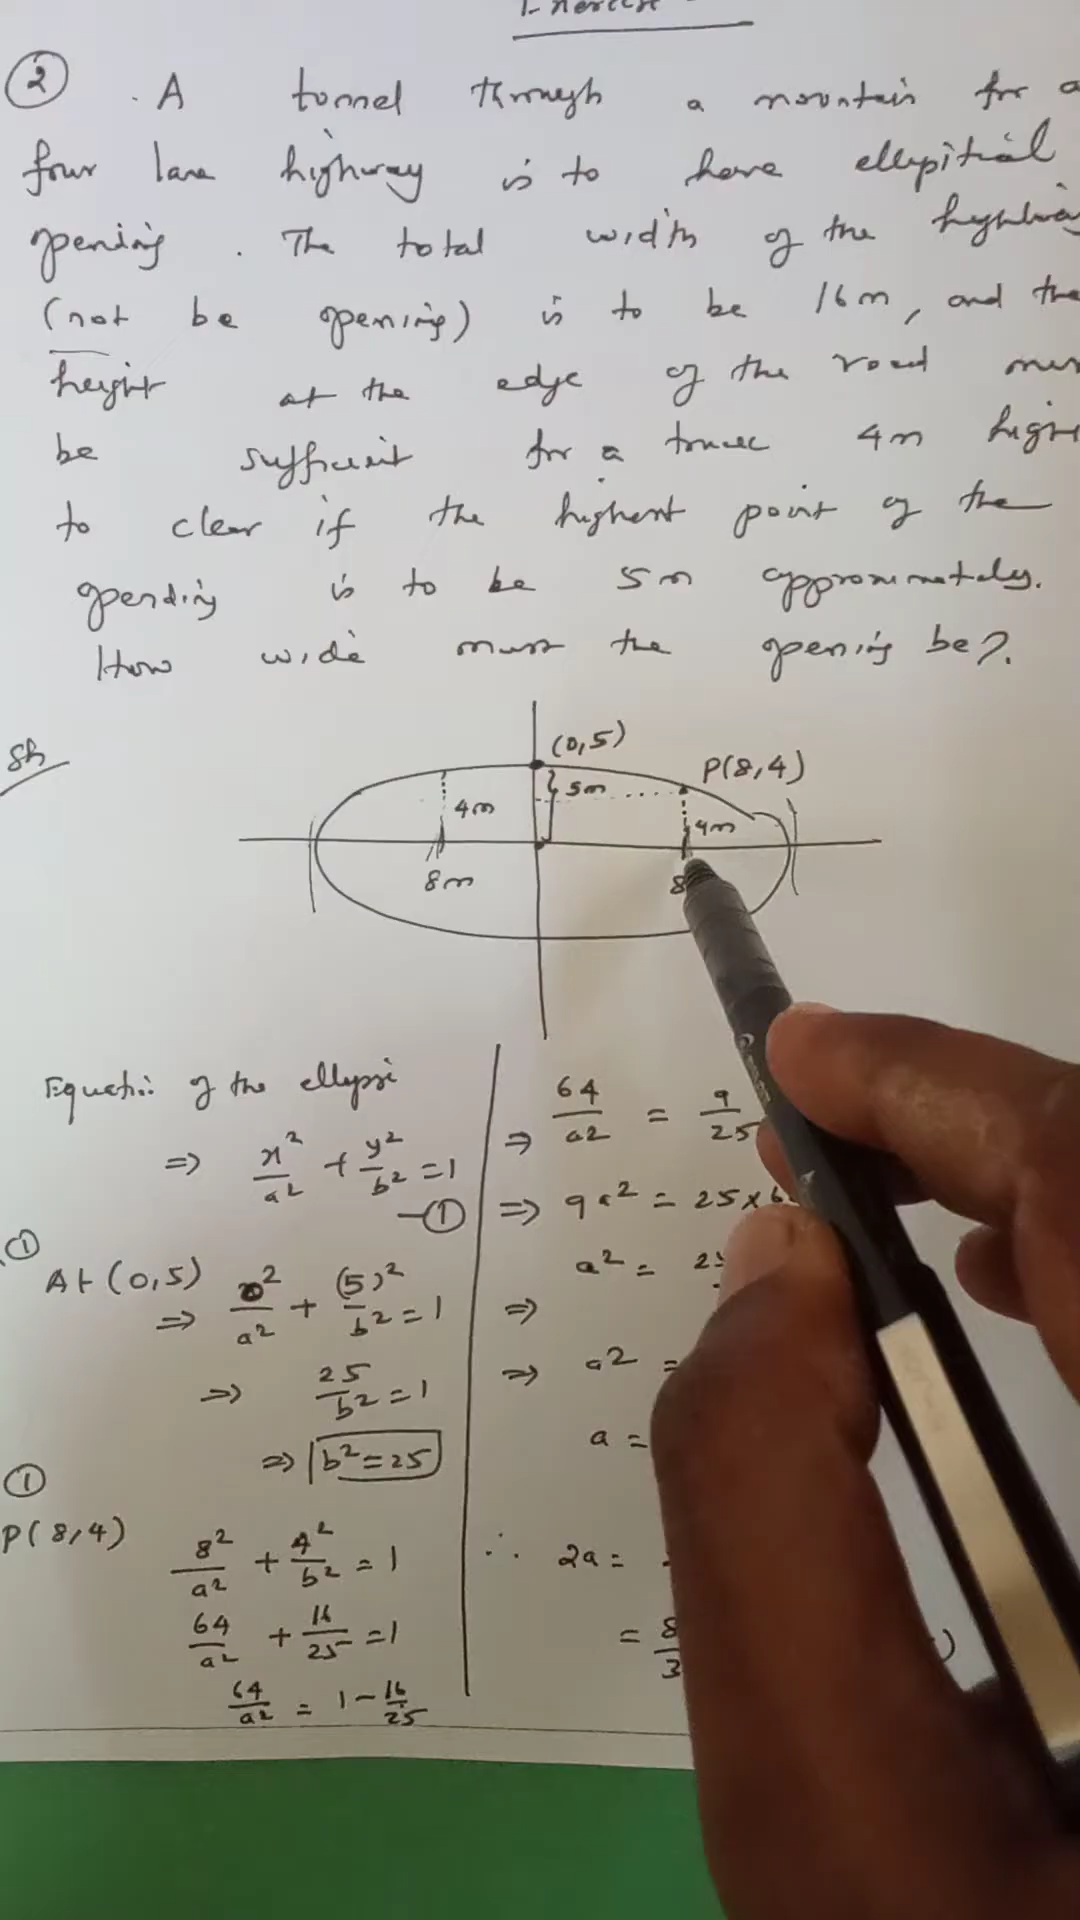 Exercise
2 A tunnel through a mountain for a
four lane highway is to have elliptical
opening. The total width of the highway
(not be opening) is to be 16m, and the
height at the edge of the road mus
be sufficient for a truck 4m high
to clear if the highest point of the
opening is to be 5m approximately.
How wide must the opening be?.
(0,5)
P(8,4)
5m
4m
4m
8m
8
Equation of the ellipse
⇒ x²/a² + y²/b² = 1
—①
①
At (0,5)
⇒ 0²/a² + (5)²/b² = 1
⇒ 25/b² = 1
⇒ b² = 25
①
P(8,4)
8²/a² + 4²/b² = 1
64/a² + 16/25 = 1
64/a² = 1 - 16/25
⇒ 64/a² = 9/25
⇒ 9a² = 25×6
⇒ a² =
⇒ a² =
a =
∴ 2a =
= 8/3